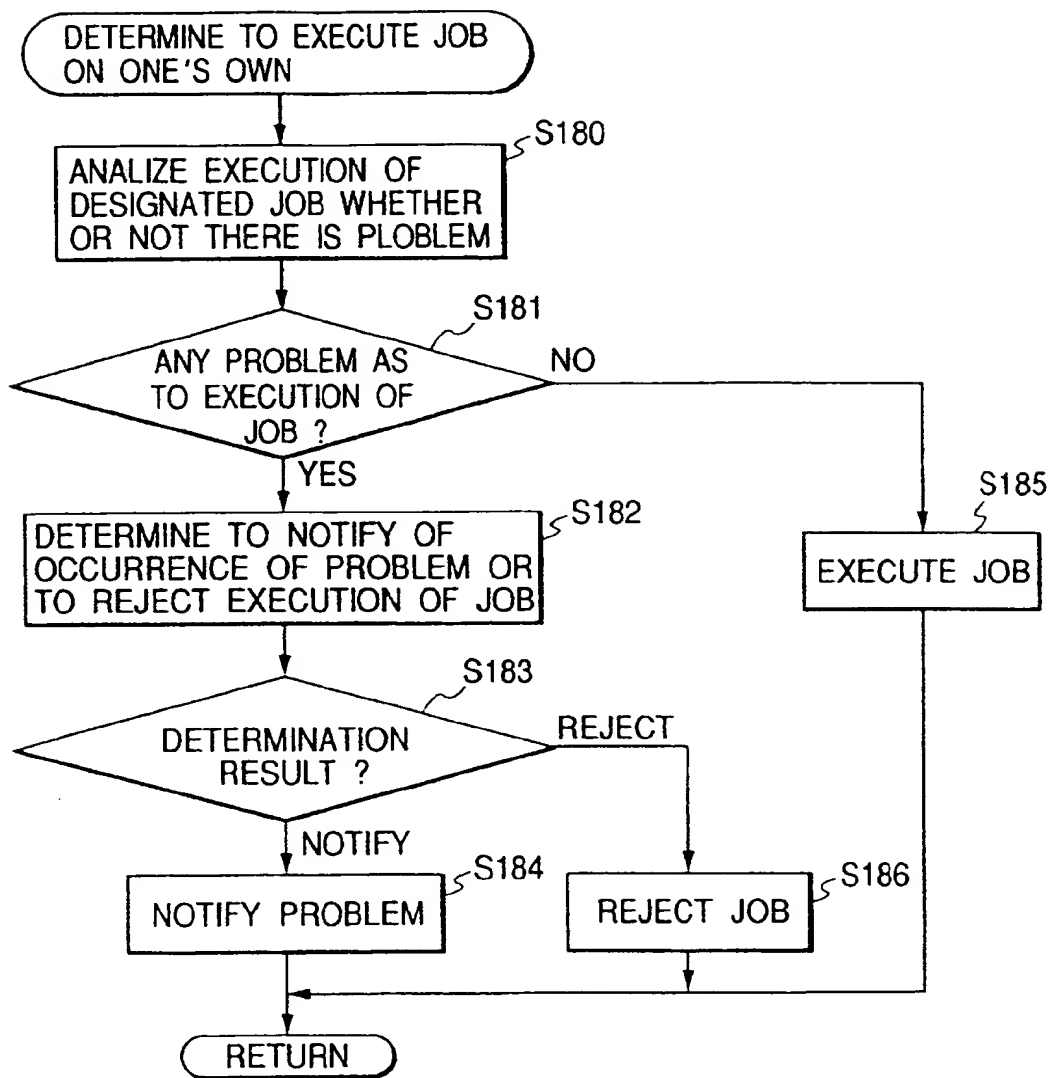 DETERMINE TO EXECUTE JOB
ON ONE'S OWN
S180
ANALIZE EXECUTION OF
DESIGNATED JOB WHETHER
OR NOT THERE IS PLOBLEM
S181
ANY PROBLEM AS
TO EXECUTION OF
JOB ?
NO
YES
S182
DETERMINE TO NOTIFY OF
OCCURRENCE OF PROBLEM OR
TO REJECT EXECUTION OF JOB
S185
EXECUTE JOB
S183
DETERMINATION
RESULT ?
REJECT
NOTIFY
S184
NOTIFY PROBLEM
S186
REJECT JOB
RETURN